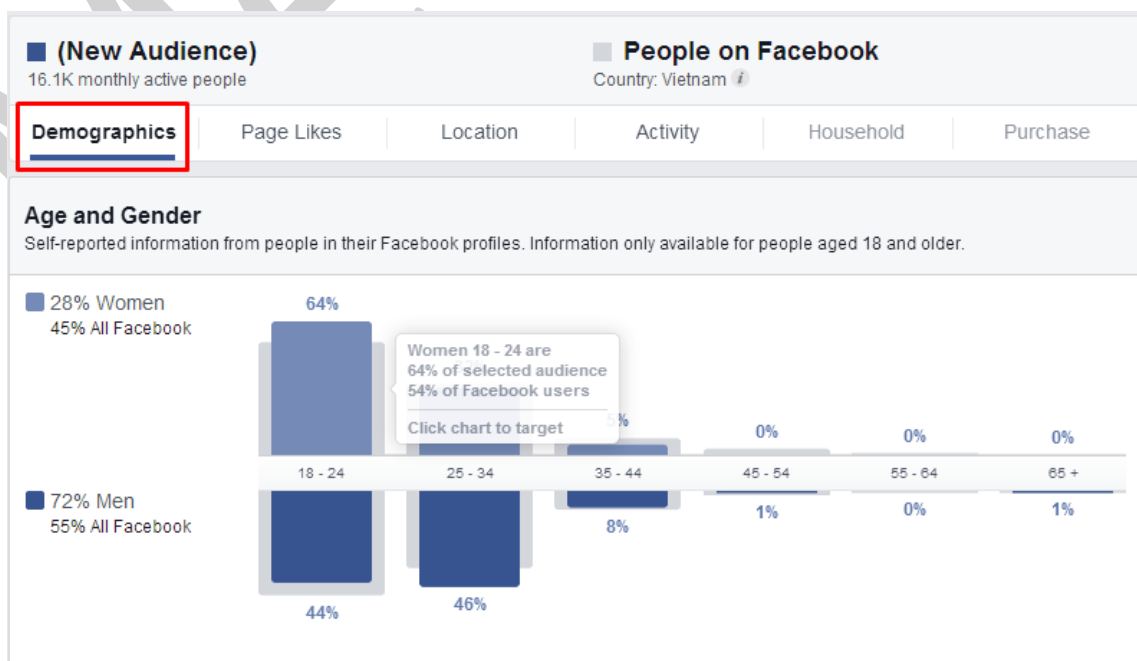 (New Audience)
16.1K monthly active people
People on Facebook
Country: Vietnam i
Demographics Page Likes Location Activity Household Purchase
Age and Gender
Self-reported information from people in their Facebook profiles. Information only available for people aged 18 and older.
28% Women
45% All Facebook
64%
Women 18 - 24 are
64% of selected audience
54% of Facebook users
Click chart to target
5% 0% 0% 0%
18 - 24 25 - 34 35 - 44 45 - 54 55 - 64 65 +
72% Men
55% All Facebook
44% 46% 8% 1% 0% 1%